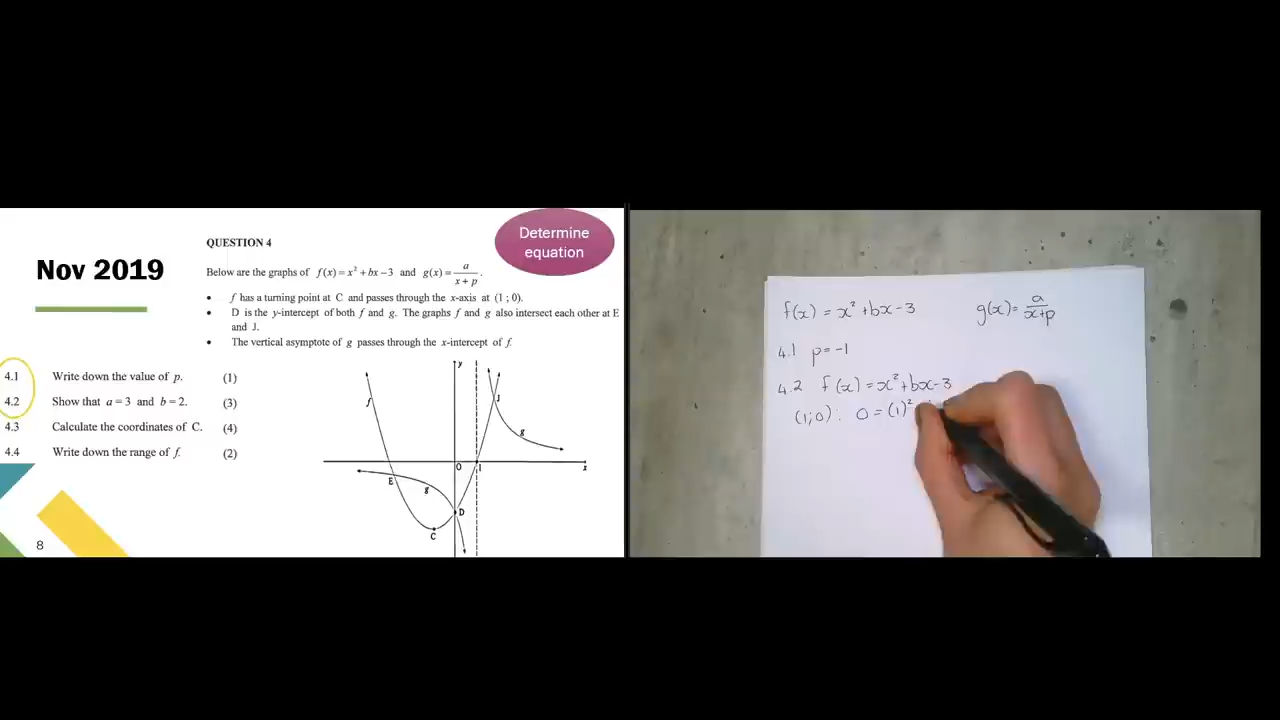 Nov 2019
Determine
equation
QUESTION 4
Below are the graphs of f(x) = x² + bx − 3 and g(x) = a/(x + p).
• f has a turning point at C and passes through the x-axis at (1 ; 0).
• D is the y-intercept of both f and g. The graphs f and g also intersect each other at E
and J.
• The vertical asymptote of g passes through the x-intercept of f.
4.1 Write down the value of p. (1)
4.2 Show that a = 3 and b = 2. (3)
4.3 Calculate the coordinates of C. (4)
4.4 Write down the range of f. (2)
y
f
J
g
O
1
x
E
g
D
C
8
f(x) = x² + bx − 3 g(x) = a/(x+p)
4.1 p = −1
4.2 f(x) = x² + bx − 3
(1;0) : 0 = (1)²